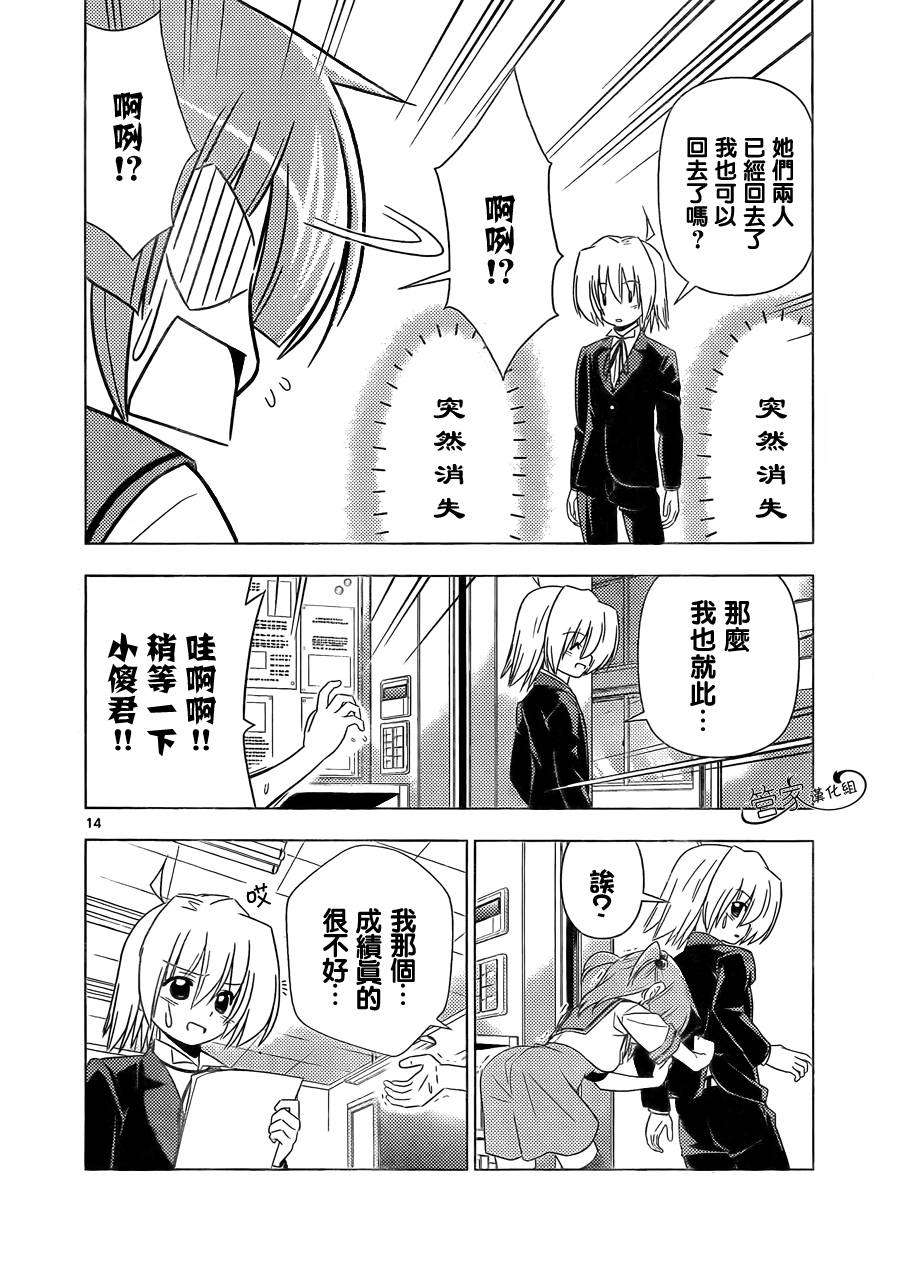 她們兩人
已經回去了
我也可以
回去了嗎?
啊咧!?
啊咧!?
突然消失
突然消失
那麼
我也就此…
哇啊啊!!
稍等一下
小傻君!!
管家漢化組
14
誒?
我那個…
成績眞的
很不好…
哎